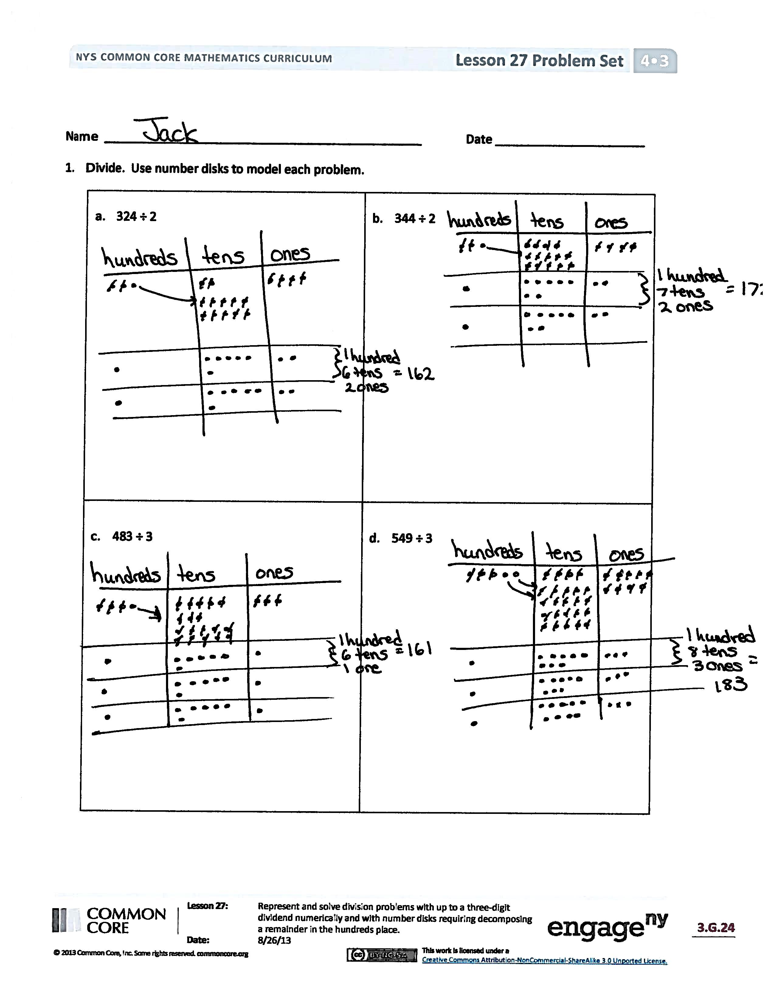 NYS COMMON CORE MATHEMATICS CURRICULUM
Lesson 27 Problem Set
4•3
Name Jack
Date
1. Divide. Use number disks to model each problem.
a. 324 ÷ 2
hundreds tens ones
1 hundred
6 tens = 162
2 ones
b. 344 ÷ 2
hundreds tens ones
1 hundred
7 tens = 17
2 ones
c. 483 ÷ 3
hundreds tens ones
1 hundred
6 tens = 161
1 one
d. 549 ÷ 3
hundreds tens ones
1 hundred
8 tens
3 ones =
183
COMMON
CORE
Lesson 27:
Represent and solve division problems with up to a three-digit
dividend numerically and with number disks requiring decomposing
a remainder in the hundreds place.
Date:
8/26/13
engageny
3.G.24
© 2013 Common Core, Inc. Some rights reserved. commoncore.org
cc BY-NC-SA
This work is licensed under a
Creative Commons Attribution-NonCommercial-ShareAlike 3.0 Unported License.